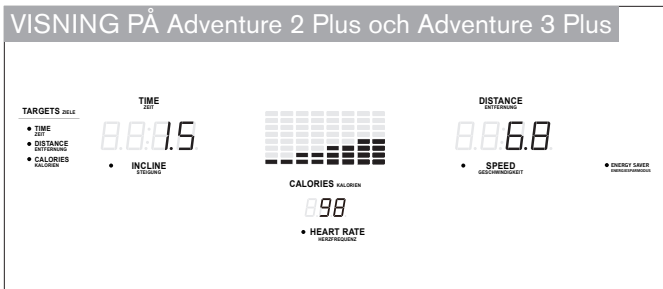 VISNING PÅ Adventure 2 Plus och Adventure 3 Plus
TARGETS ZIELE
• TIME
ZEIT
• DISTANCE
ENTFERNUNG
• CALORIES
KALORIEN
TIME
ZEIT
1.5
• INCLINE
STEIGUNG
CALORIES KALORIEN
98
• HEART RATE
HERZFREQUENZ
DISTANCE
ENTFERNUNG
6.8
• SPEED
GESCHWINDIGKEIT
• ENERGY SAVER
ENERGIESPARMODUS